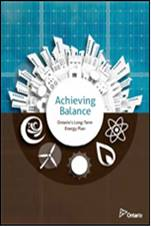 Achieving
Balance
Ontario's Long-Term
Energy Plan
Ontario